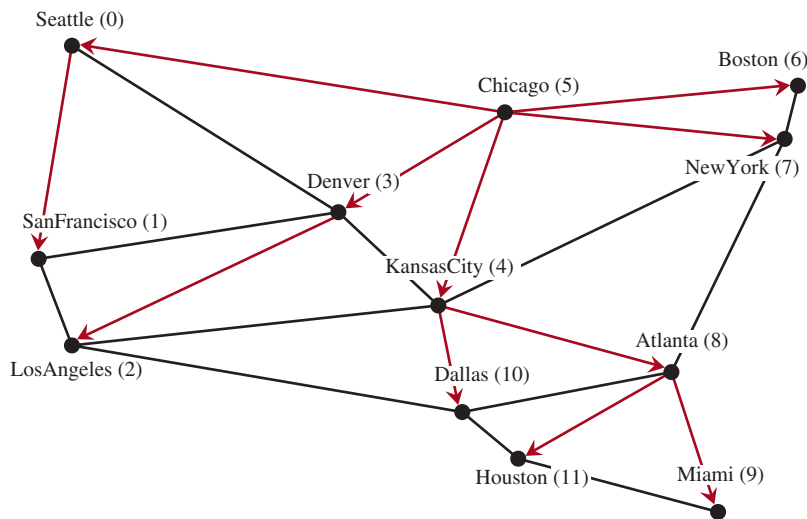 Seattle (0)
Boston (6)
Chicago (5)
NewYork (7)
Denver (3)
SanFrancisco (1)
KansasCity (4)
Atlanta (8)
LosAngeles (2)
Dallas (10)
Houston (11)
Miami (9)